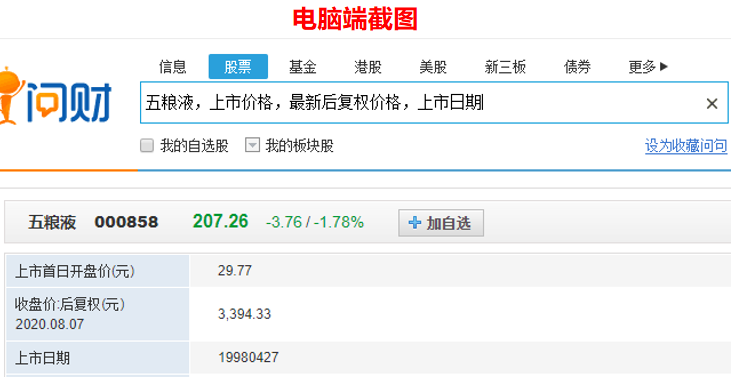 电脑端截图
信息 股票 基金 港股 美股 新三板 债券 更多
问财
五粮液，上市价格，最新后复权价格，上市日期
我的自选股 我的板块股 设为收藏问句
五粮液 000858 207.26 -3.76 / -1.78% 加自选
上市首日开盘价(元) 29.77
收盘价:后复权(元)
2020.08.07 3,394.33
上市日期 19980427